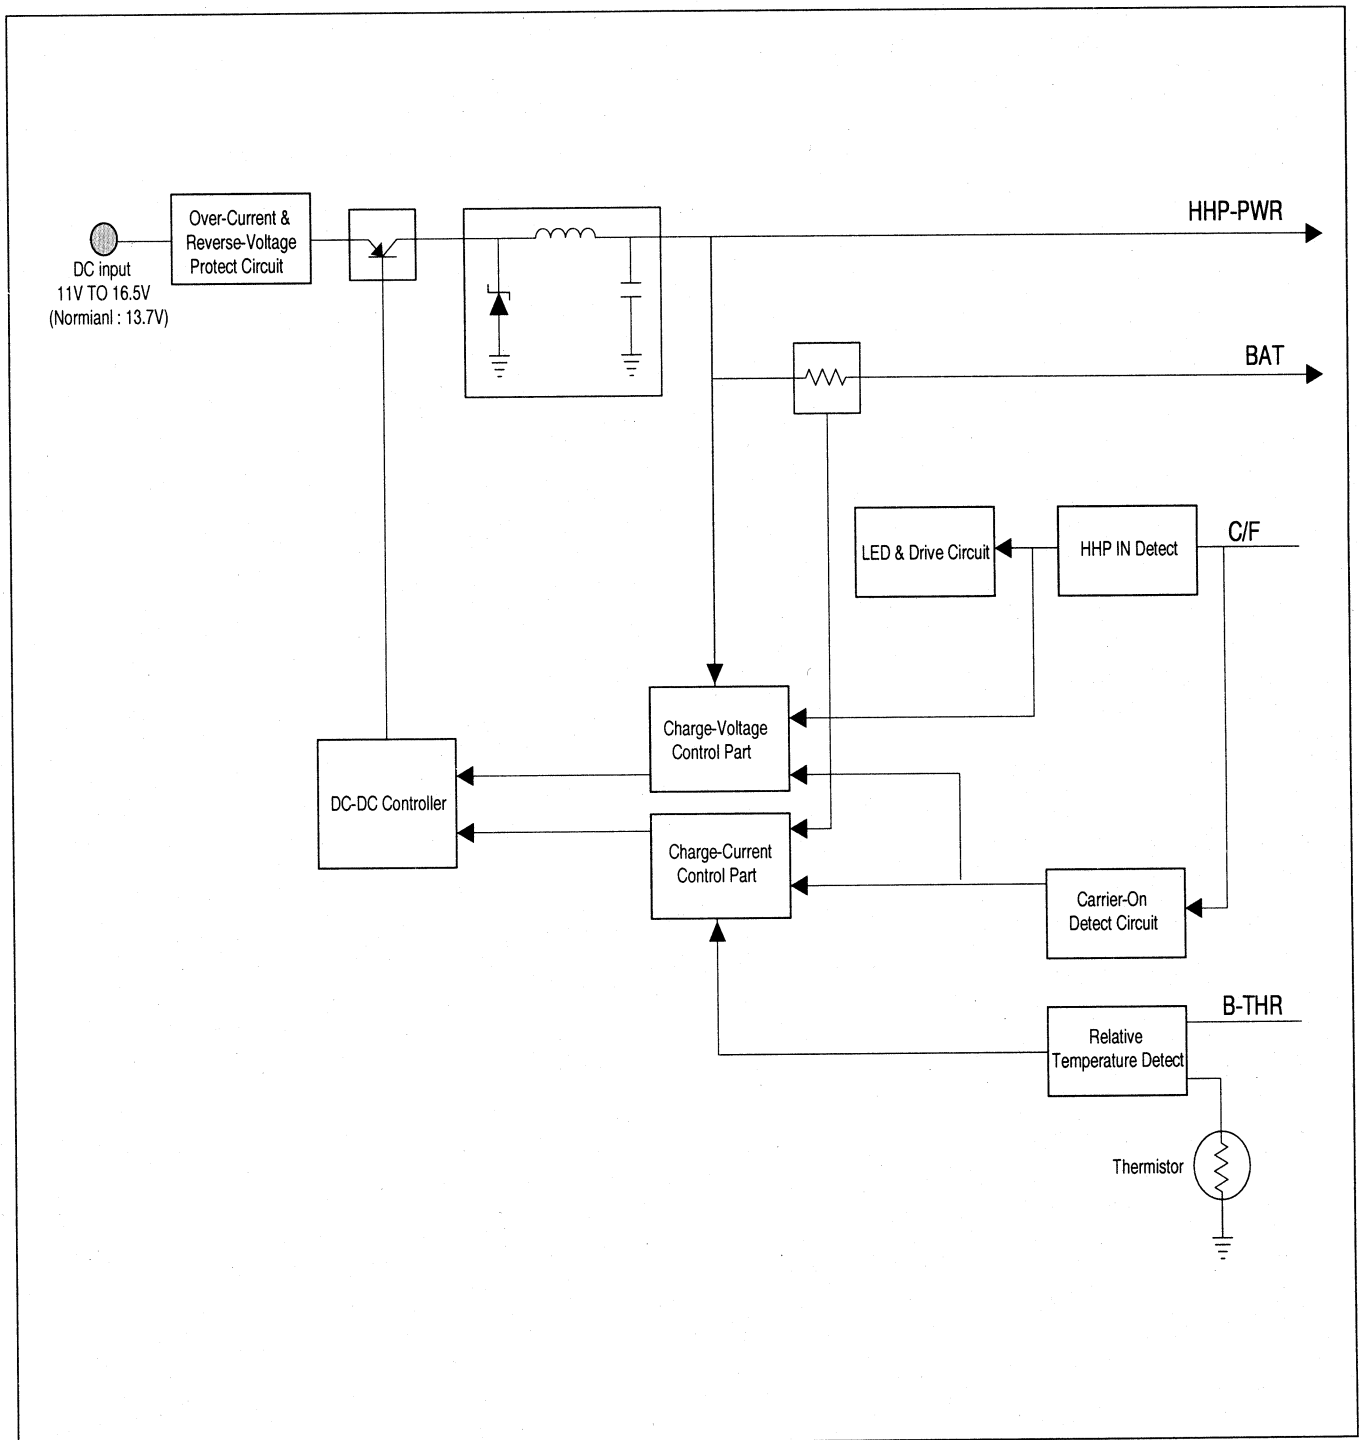 HHP-PWR
Over-Current &
Reverse-Voltage
Protect Circuit
DC input
11V TO 16.5V
(Normianl : 13.7V)
BAT
C/F
LED & Drive Circuit
HHP IN Detect
Charge-Voltage
Control Part
DC-DC Controller
Charge-Current
Control Part
Carrier-On
Detect Circuit
B-THR
Relative
Temperature Detect
Thermistor